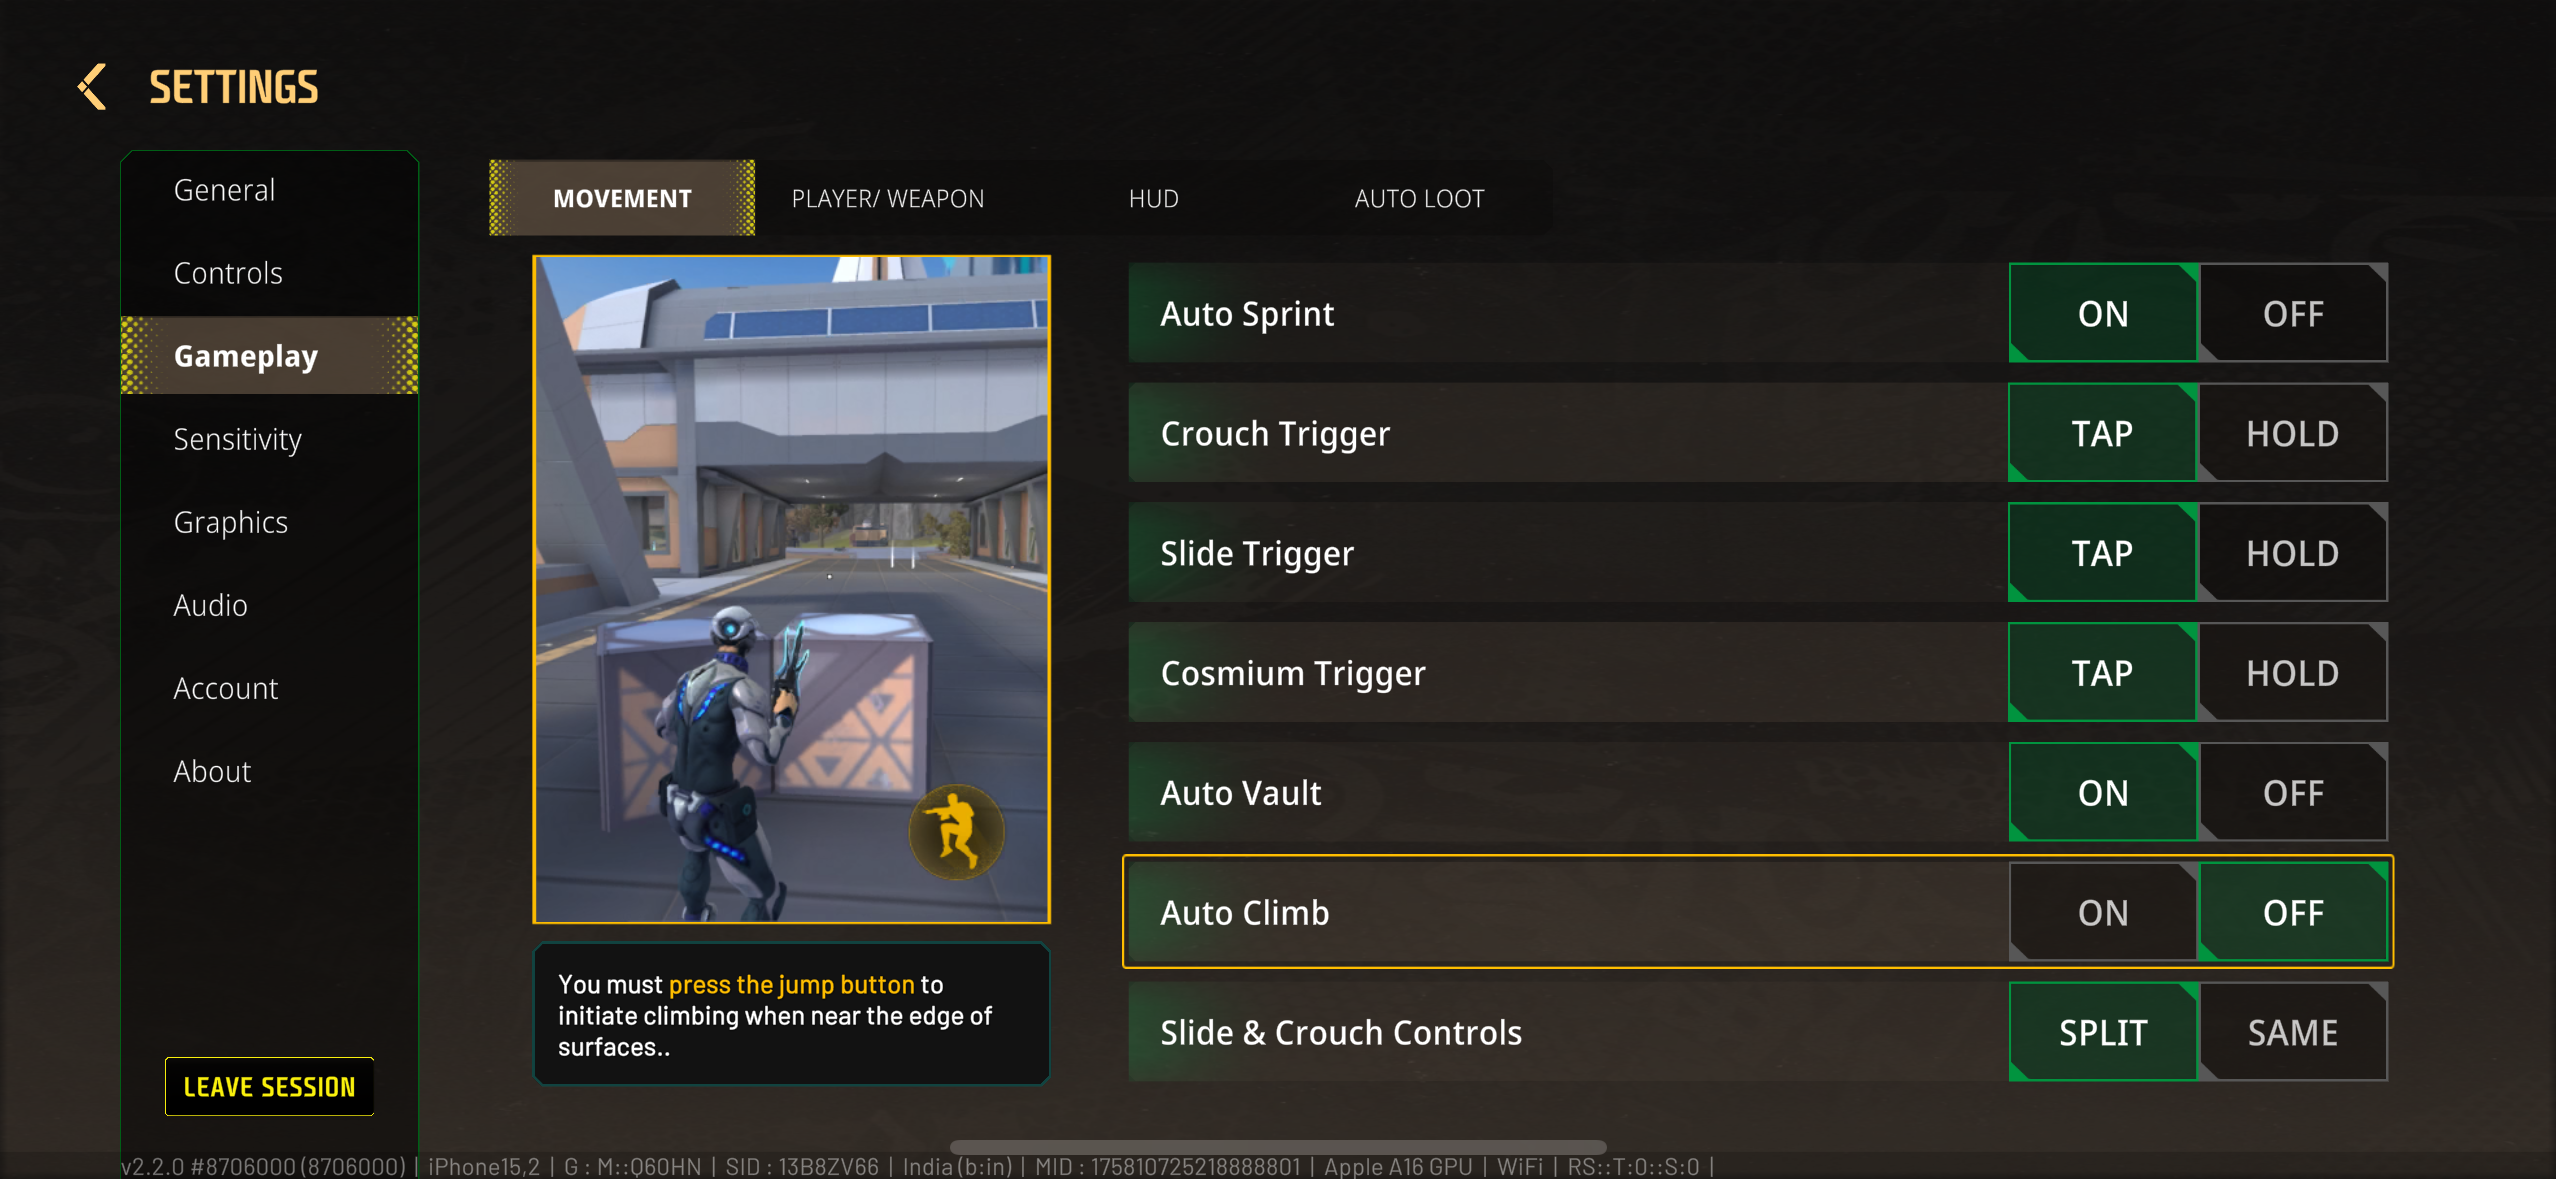 SETTINGS
General
Controls
Gameplay
Sensitivity
Graphics
Audio
Account
About
LEAVE SESSION
MOVEMENT
PLAYER/ WEAPON
HUD
AUTO LOOT
You must press the jump button to
initiate climbing when near the edge of
surfaces..
Auto Sprint ON OFF
Crouch Trigger TAP HOLD
Slide Trigger TAP HOLD
Cosmium Trigger TAP HOLD
Auto Vault ON OFF
Auto Climb ON OFF
Slide & Crouch Controls SPLIT SAME
v2.2.0 #8706000 (8706000) | iPhone15,2 | G : M::Q60HN | SID : 13B8ZV66 | India (b:in) | MID : 1758107252188888801 | Apple A16 GPU | WiFi | RS::T:0::S:0 |